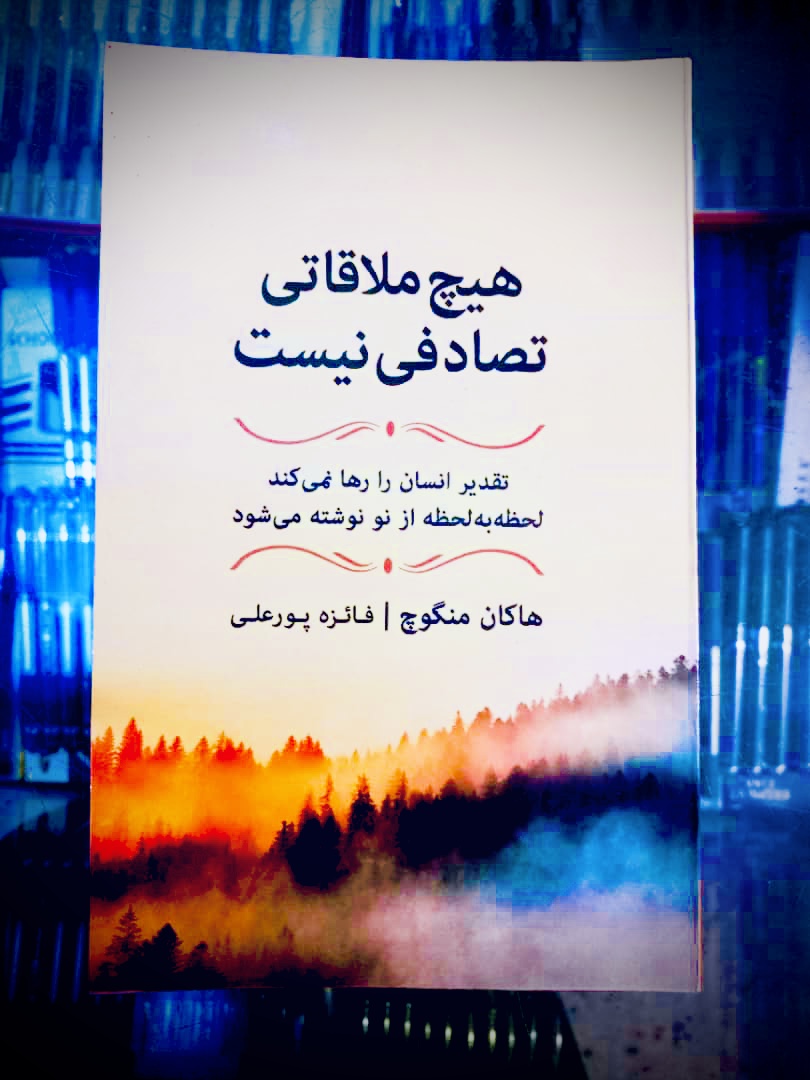 هیچ ملاقاتی
تصادفی نیست
تقدیر انسان را رها نمی‌کند
لحظه‌به‌لحظه از نو نوشته می‌شود
هاکان منگوچ | فائزه پورعلی